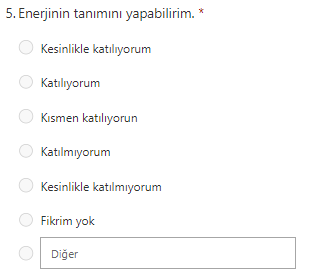 5. Enerjinin tanımını yapabilirim. *
Kesinlikle katılıyorum
Katılıyorum
Kısmen katılıyorun
Katılmıyorum
Kesinlikle katılmıyorum
Fikrim yok
Diğer